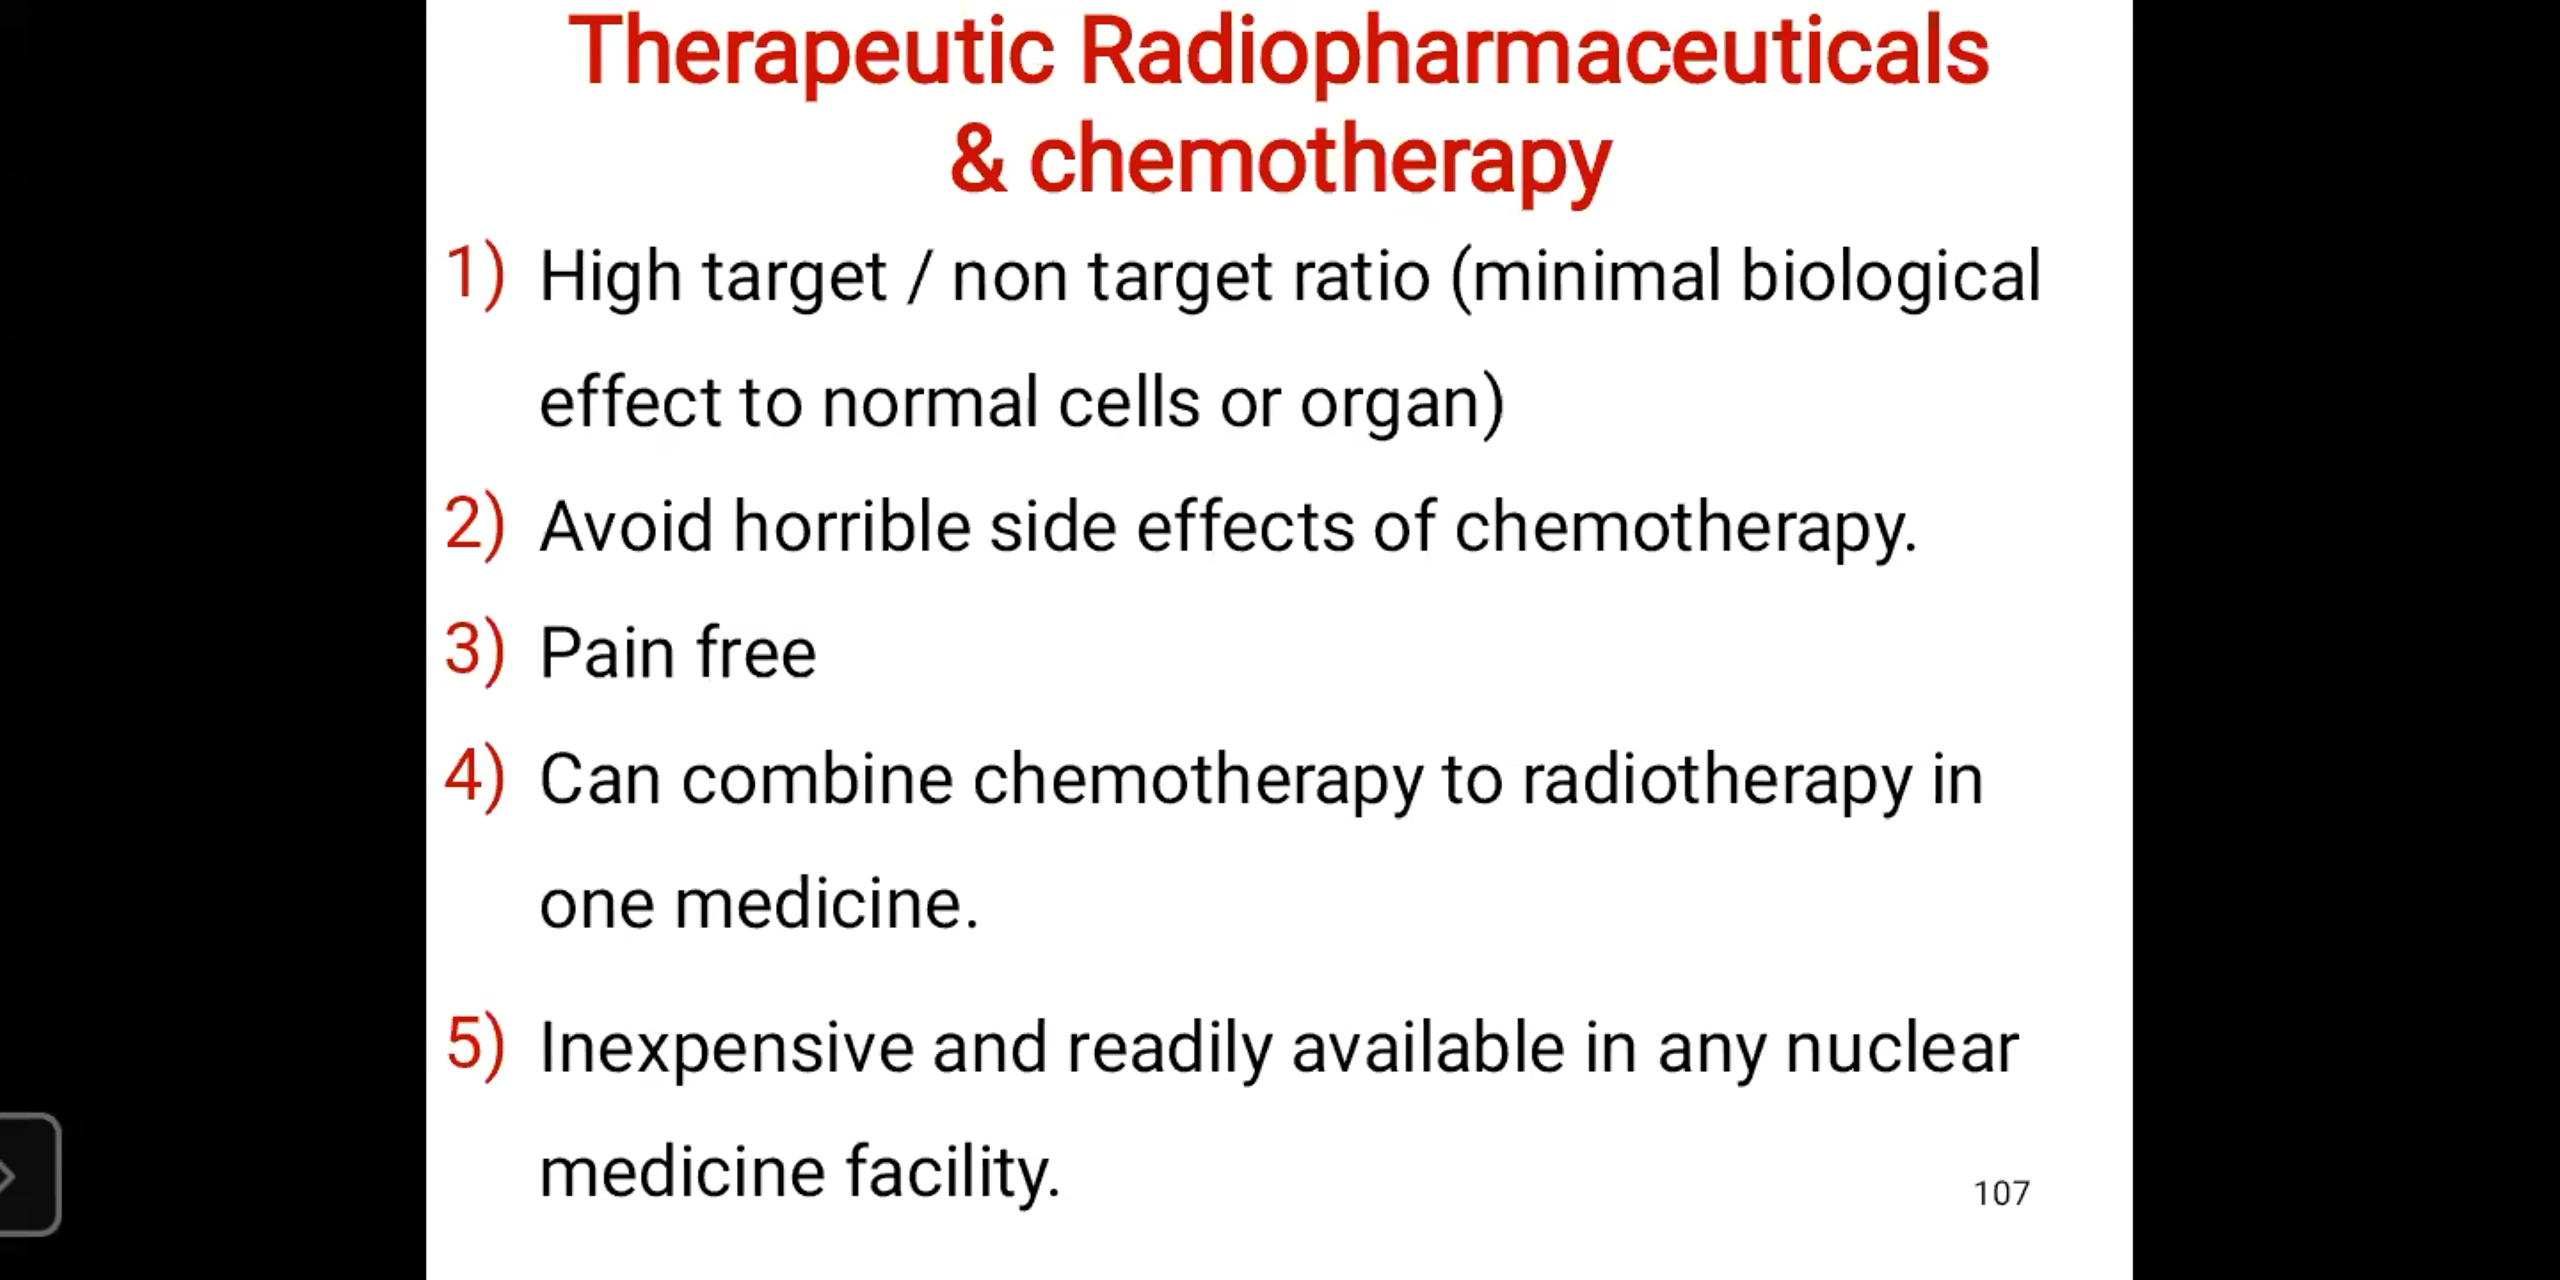 Therapeutic Radiopharmaceuticals
& chemotherapy
1) High target / non target ratio (minimal biological
effect to normal cells or organ)
2) Avoid horrible side effects of chemotherapy.
3) Pain free
4) Can combine chemotherapy to radiotherapy in
one medicine.
5) Inexpensive and readily available in any nuclear
medicine facility.
107